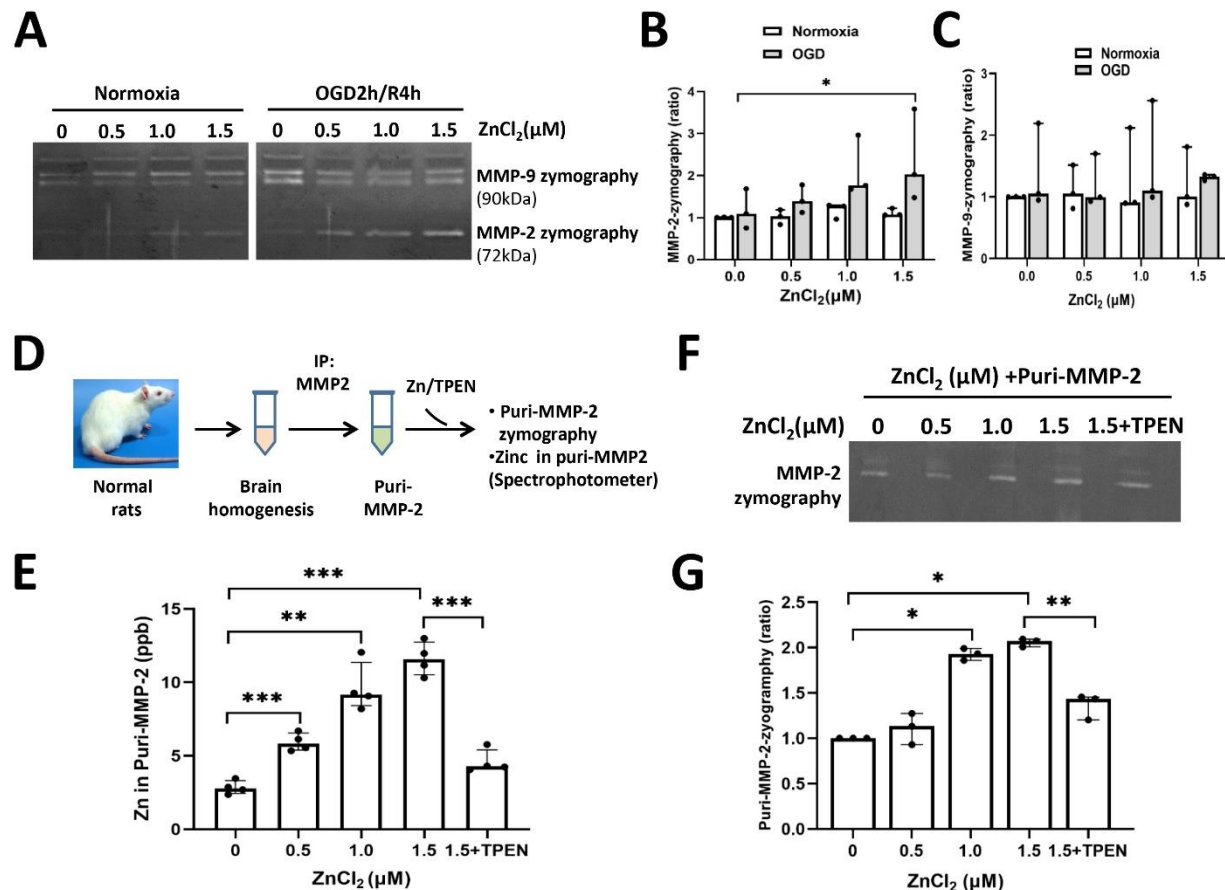 A
Normoxia
OGD2h/R4h
0 0.5 1.0 1.5 0 0.5 1.0 1.5 ZnCl₂(μM)
MMP-9 zymography
(90kDa)
MMP-2 zymography
(72kDa)
B
Normoxia
OGD
*
MMP-2-zymography (ratio)
4
3
2
1
0
0.0 0.5 1.0 1.5
ZnCl₂(μM)
C
Normoxia
OGD
MMP-9-zymography (ratio)
3
2
1
0
0.0 0.5 1.0 1.5
ZnCl₂ (μM)
D
IP:
MMP2
Zn/TPEN
• Puri-MMP-2
zymography
•Zinc in puri-MMP2
(Spectrophotometer)
Normal
rats
Brain
homogenesis
Puri-
MMP-2
F
ZnCl₂ (μM) +Puri-MMP-2
ZnCl₂(μM) 0 0.5 1.0 1.5 1.5+TPEN
MMP-2
zymography
E
***
**
***
***
Zn in Puri-MMP-2 (ppb)
15
10
5
0
0 0.5 1.0 1.5 1.5+TPEN
ZnCl₂ (μM)
G
*
*
**
Puri-MMP-2-zyogramphy (ratio)
2.5
2.0
1.5
1.0
0.5
0.0
0 0.5 1.0 1.5 1.5+TPEN
ZnCl₂ (μM)